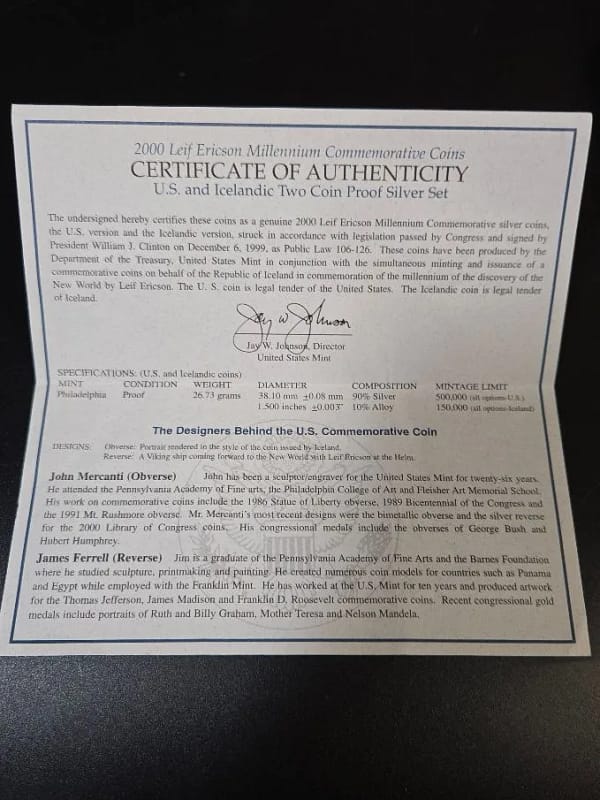 2000 Leif Ericson Millennium Commemorative Coins
CERTIFICATE OF AUTHENTICITY
U.S. and Icelandic Two Coin Proof Silver Set
The undersigned hereby certifies these coins as a genuine 2000 Leif Ericson Millennium Commemorative silver coins,
the U.S. version and the Icelandic version, struck in accordance with legislation passed by Congress and signed by
President William J. Clinton on December 6, 1999, as Public Law 106-126. These coins have been produced by the
Department of the Treasury, United States Mint in conjunction with the simultaneous minting and issuance of a
commemorative coins on behalf of the Republic of Iceland in commemoration of the millennium of the discovery of the
New World by Leif Ericson. The U. S. coin is legal tender of the United States. The Icelandic coin is legal tender
of Iceland.
Jay W Johnson
Jay W. Johnson, Director
United States Mint
SPECIFICATIONS: (U.S. and Icelandic coins)
MINT CONDITION WEIGHT DIAMETER COMPOSITION MINTAGE LIMIT
Philadelphia Proof 26.73 grams 38.10 mm ±0.08 mm 90% Silver 500,000 (all options-U.S.)
1.500 inches ±0.003" 10% Alloy 150,000 (all options-Iceland)
The Designers Behind the U.S. Commemorative Coin
DESIGNS: Obverse: Portrait rendered in the style of the coin issued by Iceland.
Reverse: A Viking ship coming forward to the New World with Leif Ericson at the Helm.
John Mercanti (Obverse) John has been a sculptor/engraver for the United States Mint for twenty-six years.
He attended the Pennsylvania Academy of Fine arts, the Philadelphia College of Art and Fleisher Art Memorial School.
His work on commemorative coins include the 1986 Statue of Liberty obverse, 1989 Bicentennial of the Congress and
the 1991 Mt. Rushmore obverse. Mr. Mercanti's most recent designs were the bimetallic obverse and the silver reverse
for the 2000 Library of Congress coins. His congressional medals include the obverses of George Bush and
Hubert Humphrey.
James Ferrell (Reverse) Jim is a graduate of the Pennsylvania Academy of Fine Arts and the Barnes Foundation
where he studied sculpture, printmaking and painting. He created numerous coin models for countries such as Panama
and Egypt while employed with the Franklin Mint. He has worked at the U.S. Mint for ten years and produced artwork
for the Thomas Jefferson, James Madison and Franklin D. Roosevelt commemorative coins. Recent congressional gold
medals include portraits of Ruth and Billy Graham, Mother Teresa and Nelson Mandela.